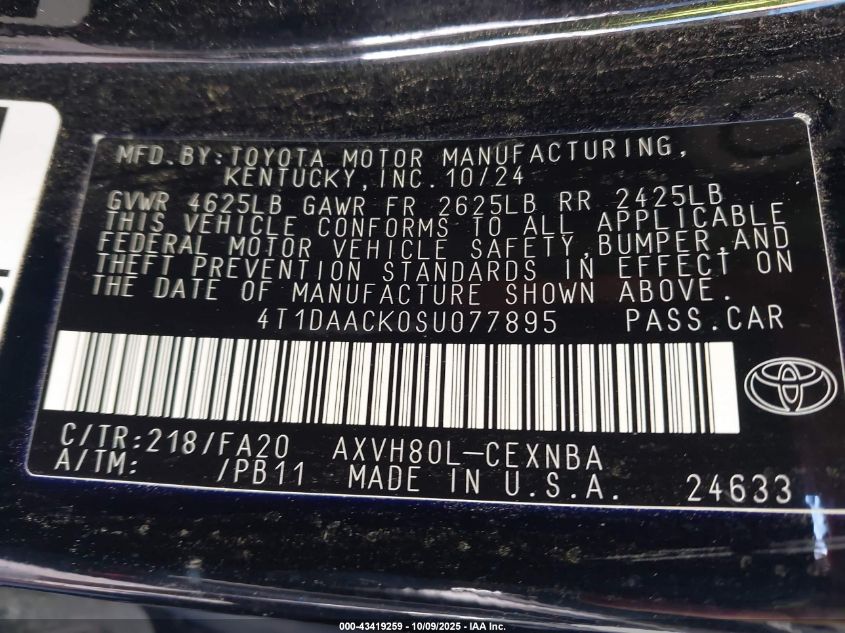 MFD.BY:TOYOTA MOTOR MANUFACTURING,
KENTUCKY,INC.10/24
GVWR 4625LB GAWR FR 2625LB RR 2425LB
THIS VEHICLE CONFORMS TO ALL APPLICABLE
FEDERAL MOTOR VEHICLE SAFETY,BUMPER,AND
THEFT PREVENTION STANDARDS IN EFFECT ON
THE DATE OF MANUFACTURE SHOWN ABOVE.
4T1DAACK0SU077895 PASS.CAR
C/TR:218/FA20 AXVH80L-CEXNBA
A/TM: /PB11 MADE IN U.S.A. 24633
000-43419259 - 10/09/2025 - IAA Inc.